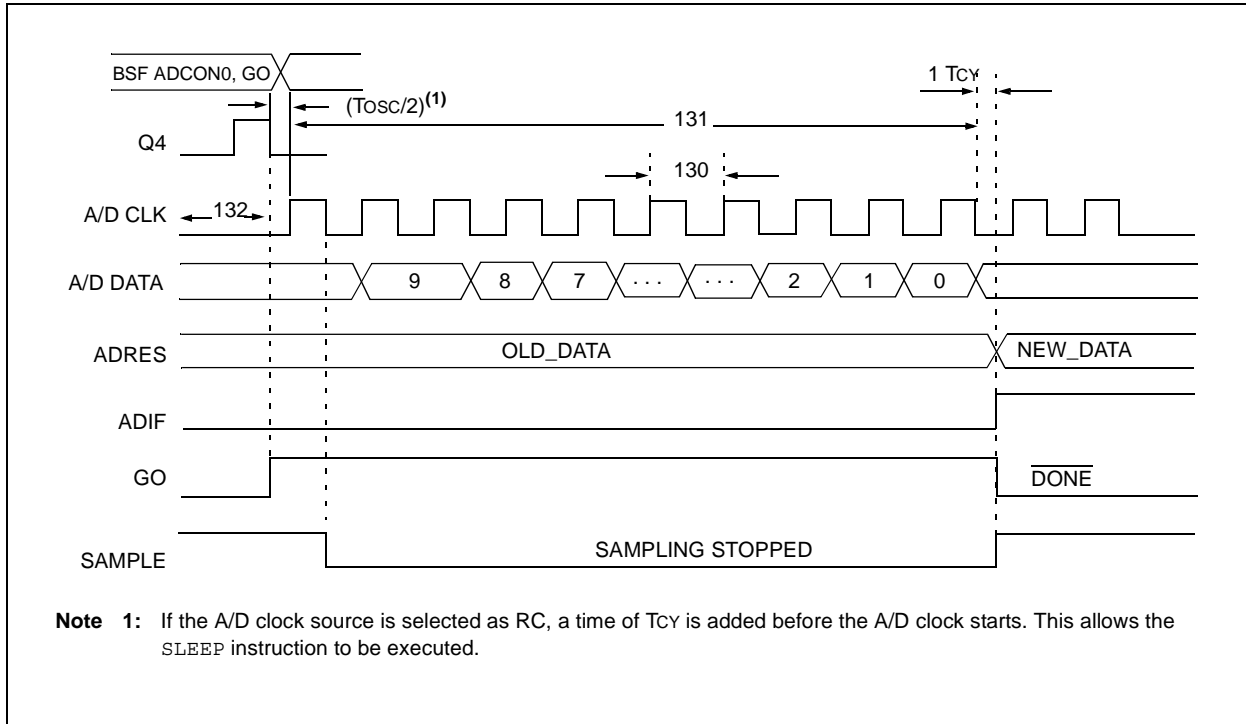 BSF ADCON0, GO
(TOSC/2)(1)
1 TCY
131
Q4
130
A/D CLK
132
A/D DATA
9 8 7 . . . . . . 2 1 0
ADRES
OLD_DATA
NEW_DATA
ADIF
GO
DONE
SAMPLE
SAMPLING STOPPED
Note 1: If the A/D clock source is selected as RC, a time of TCY is added before the A/D clock starts. This allows the
SLEEP instruction to be executed.